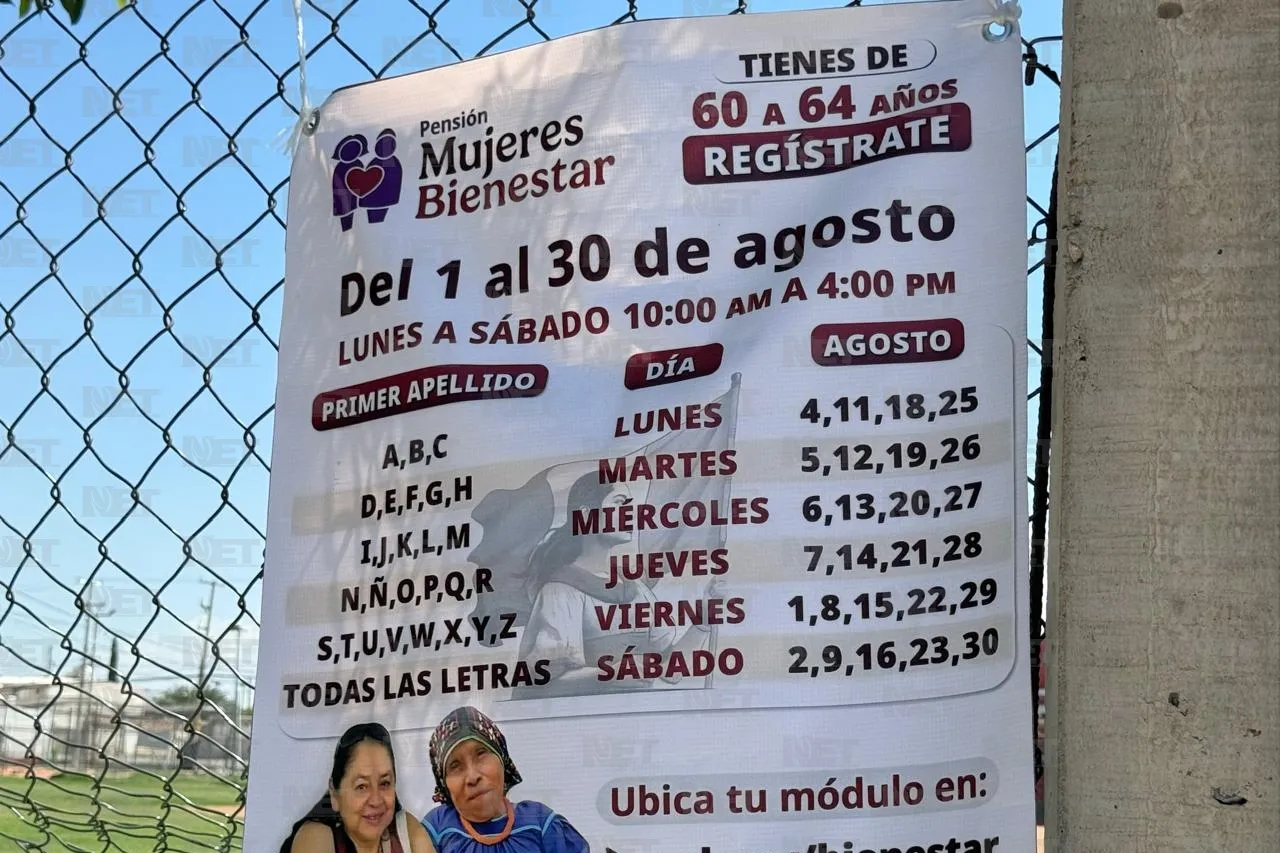 TIENES DE
60 A 64 AÑOS
REGÍSTRATE
Pensión
Mujeres
Bienestar
Del 1 al 30 de agosto
LUNES A SÁBADO 10:00 AM A 4:00 PM
PRIMER APELLIDO DÍA AGOSTO
A,B,C LUNES 4,11,18,25
D,E,F,G,H MARTES 5,12,19,26
I,J,K,L,M MIÉRCOLES 6,13,20,27
N,Ñ,O,P,Q,R JUEVES 7,14,21,28
S,T,U,V,W,X,Y,Z VIERNES 1,8,15,22,29
TODAS LAS LETRAS SÁBADO 2,9,16,23,30
Ubica tu módulo en:
/bienestar